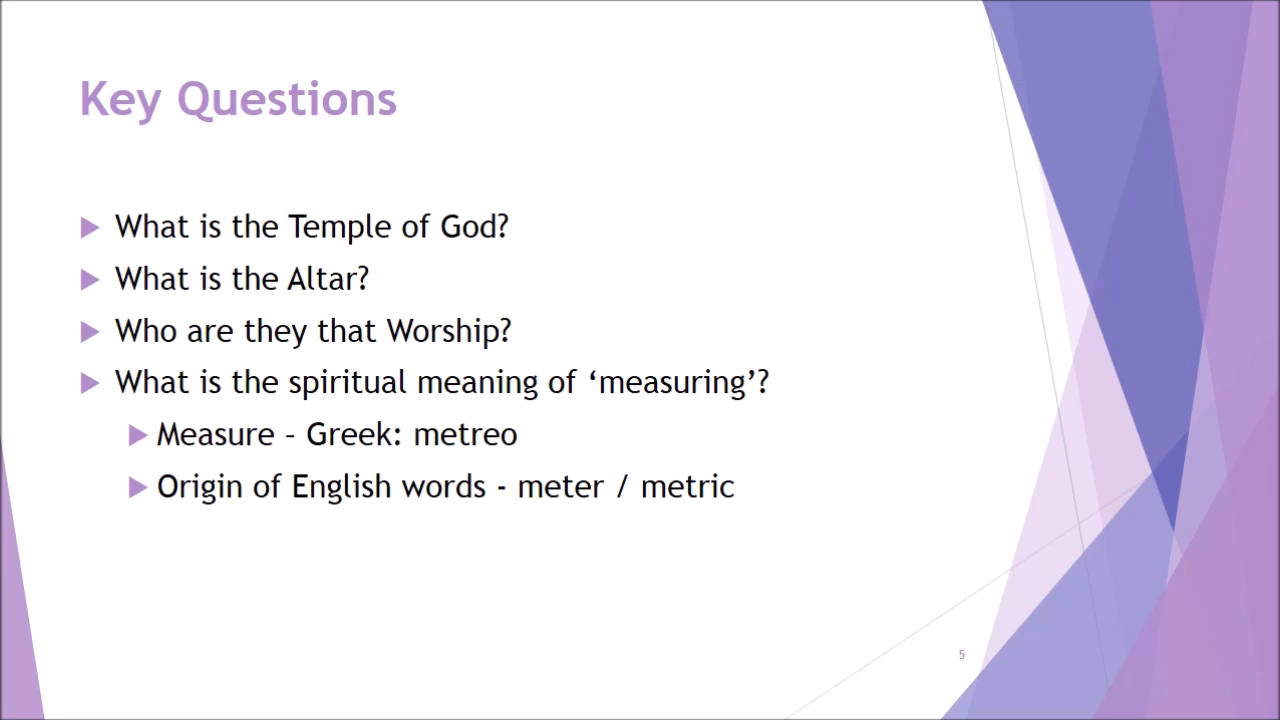 Key Questions
What is the Temple of God?
What is the Altar?
Who are they that Worship?
What is the spiritual meaning of ‘measuring’?
Measure – Greek: metreo
Origin of English words - meter / metric
5